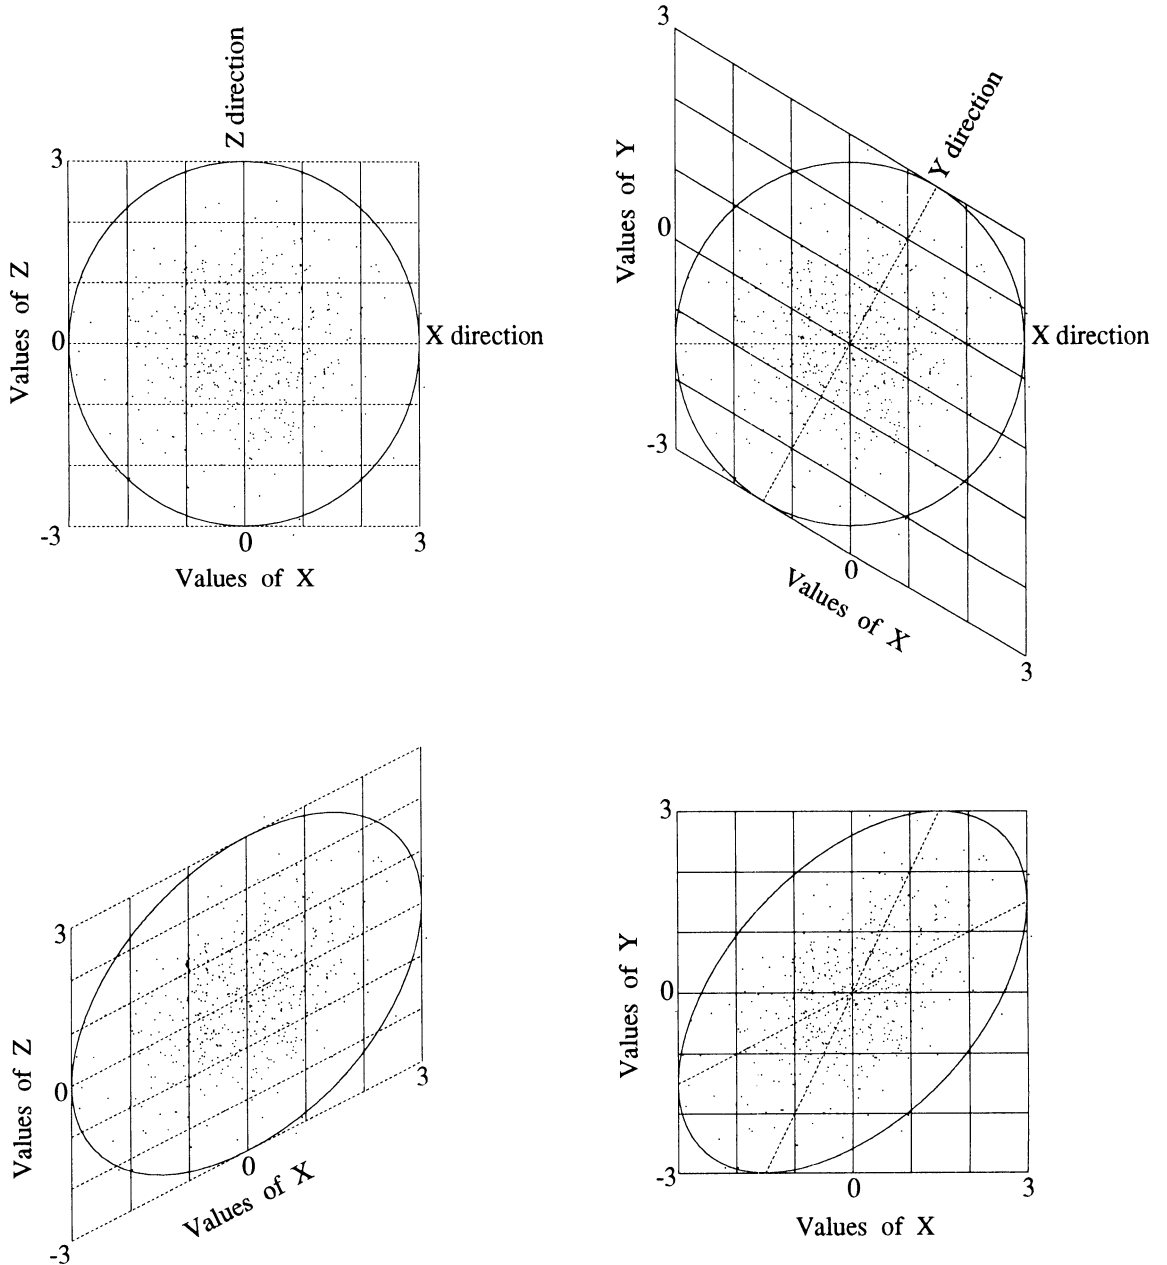 Z direction
3
Values of Z
0
X direction
-3
0
3
Values of X
3
Y direction
Values of Y
0
X direction
-3
0
Values of X
3
3
Values of Z
0
3
0
Values of X
-3
3
Values of Y
0
-3
0
3
Values of X